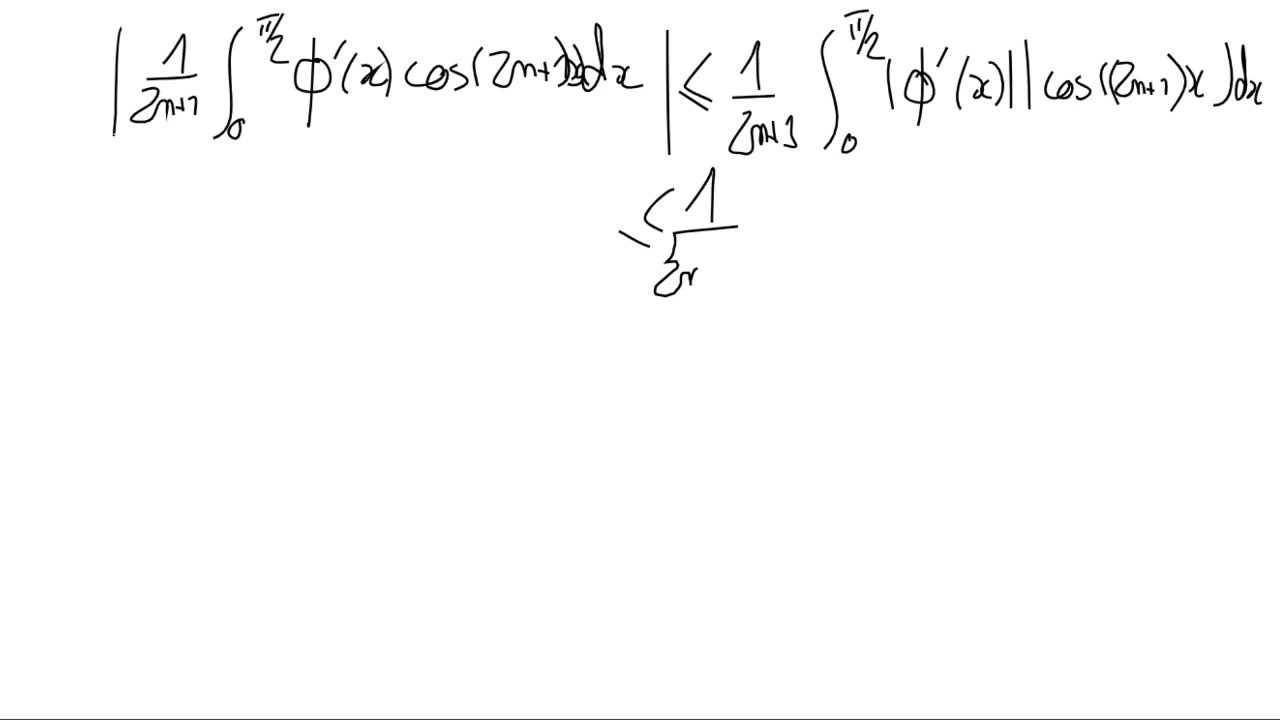 | 1/(2n+1) ∫₀^{π/2} ϕ'(x) cos(2n+1)x)dx | ≤ 1/(2n+1) ∫₀^{π/2} |ϕ'(x)|| cos((2n+1)x )dx
≤ 1/2n